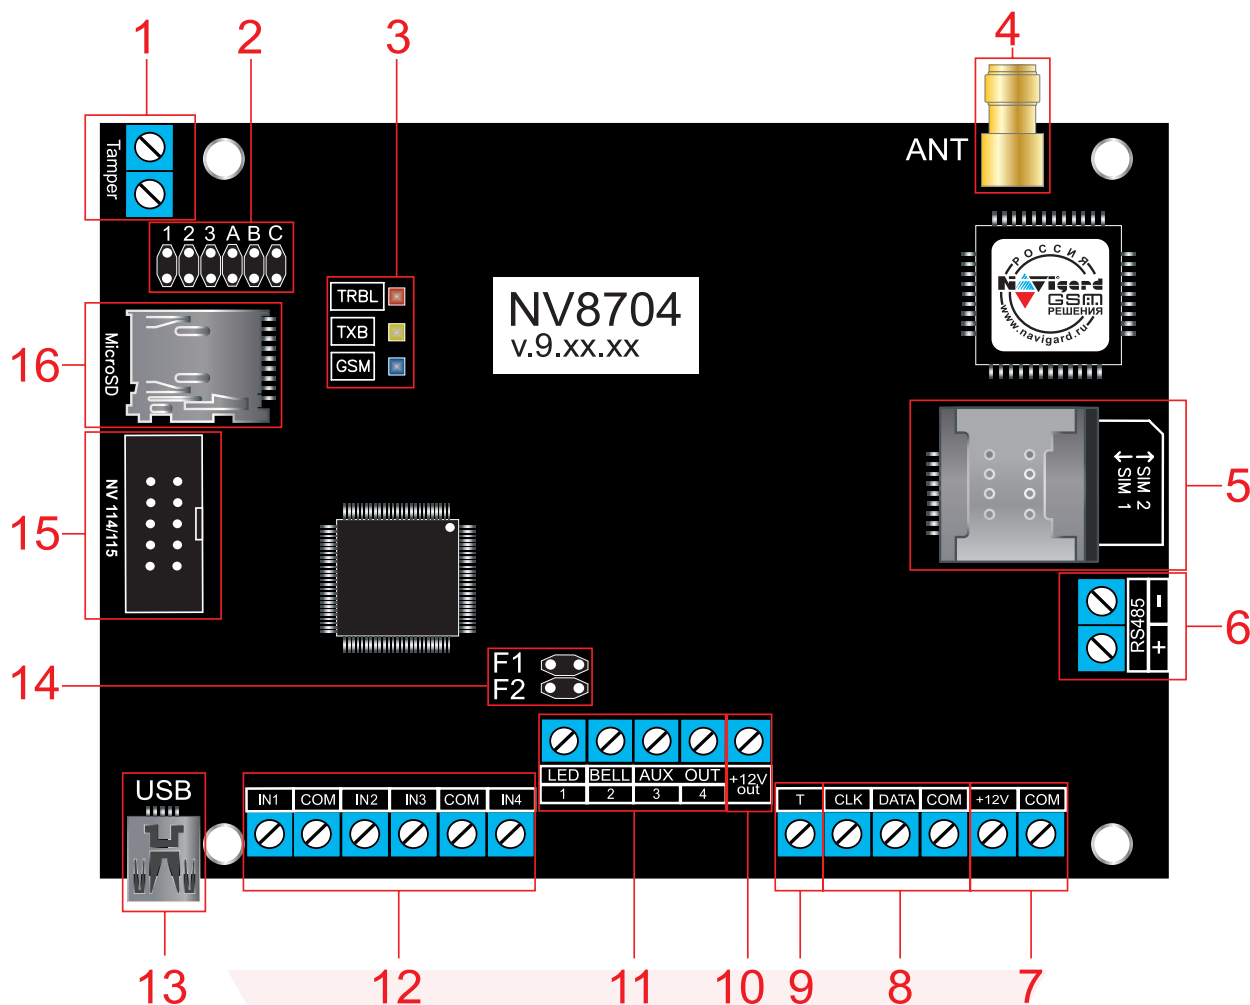 1 2 3 4
Tamper
ANT
1 2 3 A B C
TRBL
TXB
GSM
NV8704
v.9.xx.xx
РОССИЯ
Navigard
GSM
РЕШЕНИЯ
www.navigard.ru
16
MicroSD
5
SIM 2
SIM 1
15
NV 114/115
6
RS485
- +
14
F1
F2
LED BELL AUX OUT +12V
1 2 3 4 out
USB
IN1 COM IN2 IN3 COM IN4
T CLK DATA COM +12V COM
13 12 11 10 9 8 7